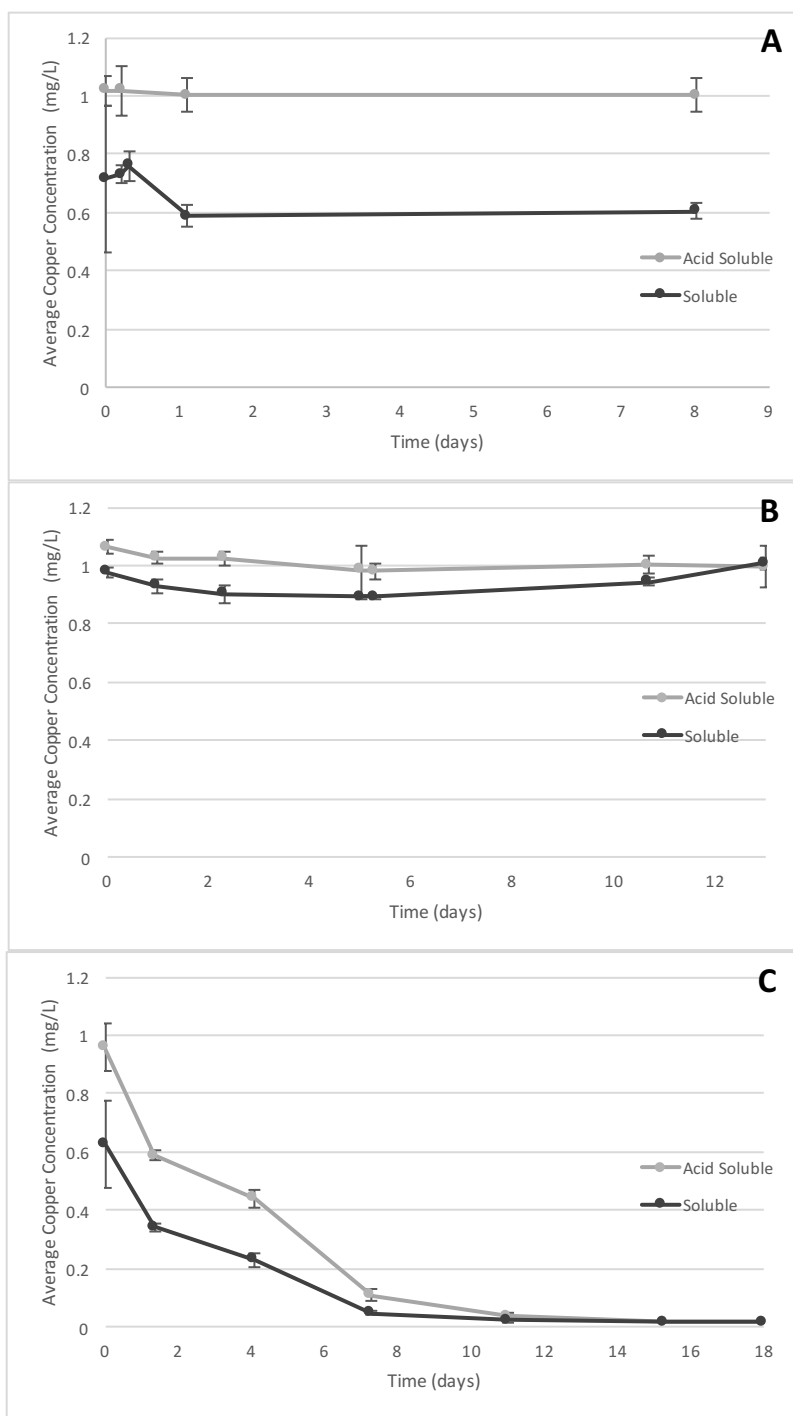 A
Average Copper Concentration (mg/L)
1.2
1
0.8
0.6
0.4
0.2
0
0 1 2 3 4 5 6 7 8 9
Time (days)
Acid Soluble
Soluble
B
Average Copper Concentration (mg/L)
1.2
1
0.8
0.6
0.4
0.2
0
0 2 4 6 8 10 12
Time (days)
Acid Soluble
Soluble
C
Average Copper Concentration (mg/L)
1.2
1
0.8
0.6
0.4
0.2
0
0 2 4 6 8 10 12 14 16 18
Time (days)
Acid Soluble
Soluble